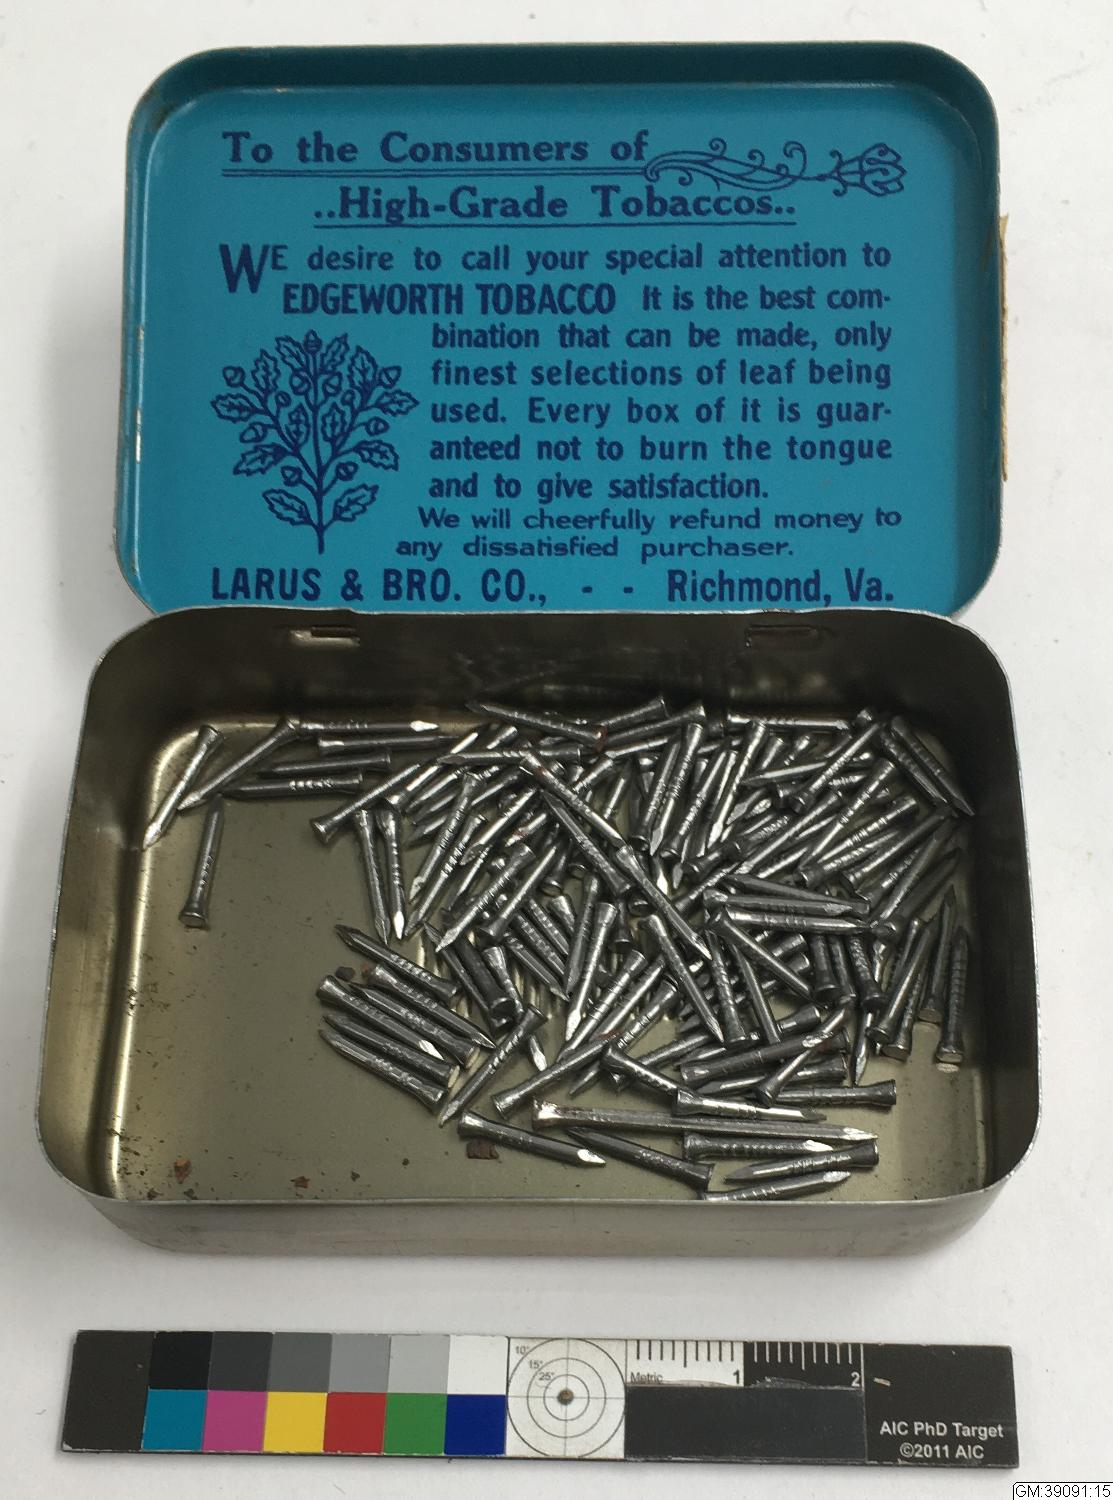 To the Consumers of
..High-Grade Tobaccos..
WE desire to call your special attention to
EDGEWORTH TOBACCO It is the best com-
bination that can be made, only
finest selections of leaf being
used. Every box of it is guar-
anteed not to burn the tongue
and to give satisfaction.
We will cheerfully refund money to
any dissatisfied purchaser.
LARUS & BRO. CO., - - Richmond, Va.
10°
15°
25°
Metric 1 2
AIC PhD Target
©2011 AIC
GM:39091:15